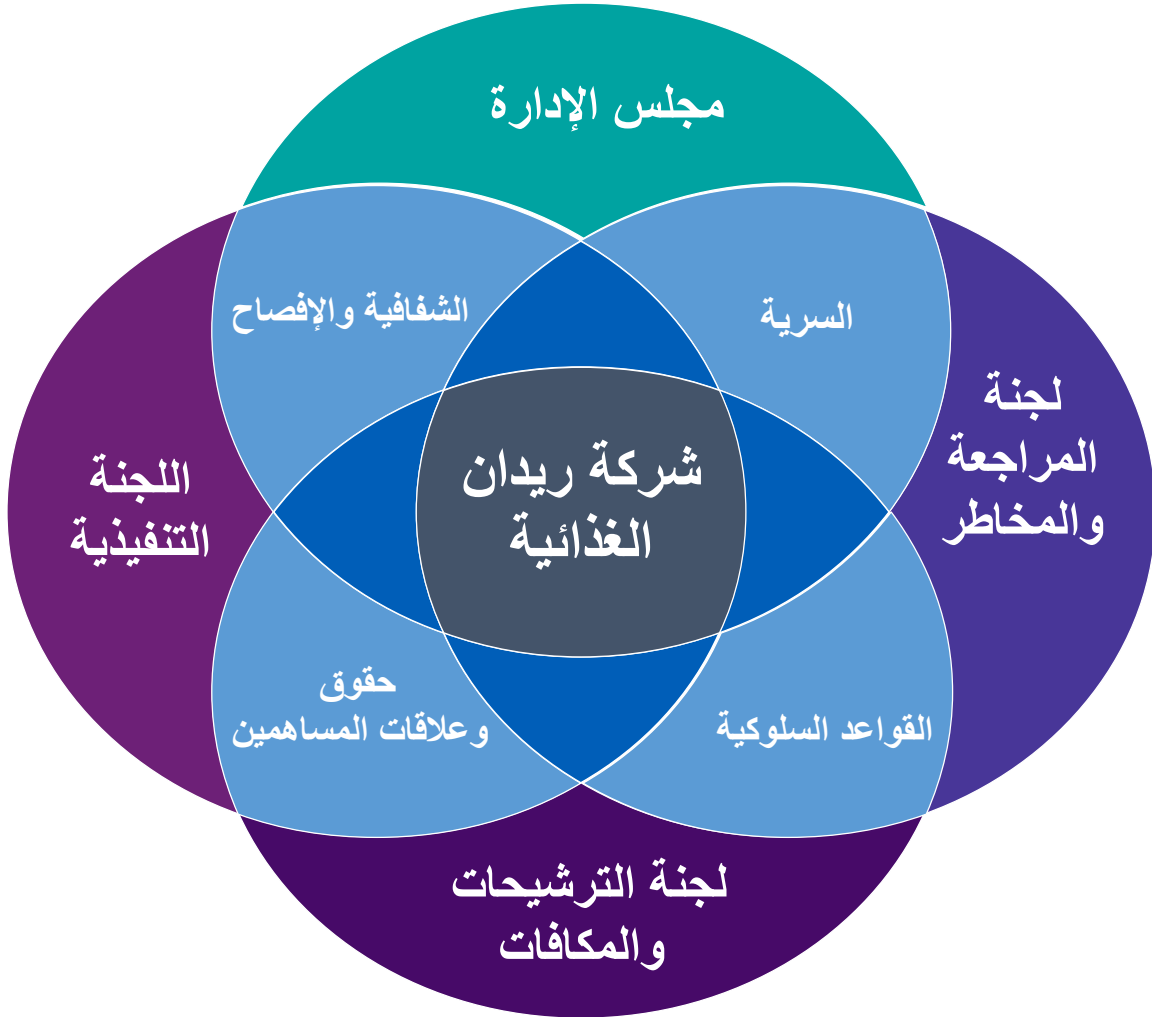 مجلس الإدارة
السرية
الشفافية والإفصاح
لجنة
المراجعة
والمخاطر
شركة ريدان
الغذائية
اللجنة
التنفيذية
القواعد السلوكية
حقوق
وعلاقات المساهمين
لجنة الترشيحات
والمكافات